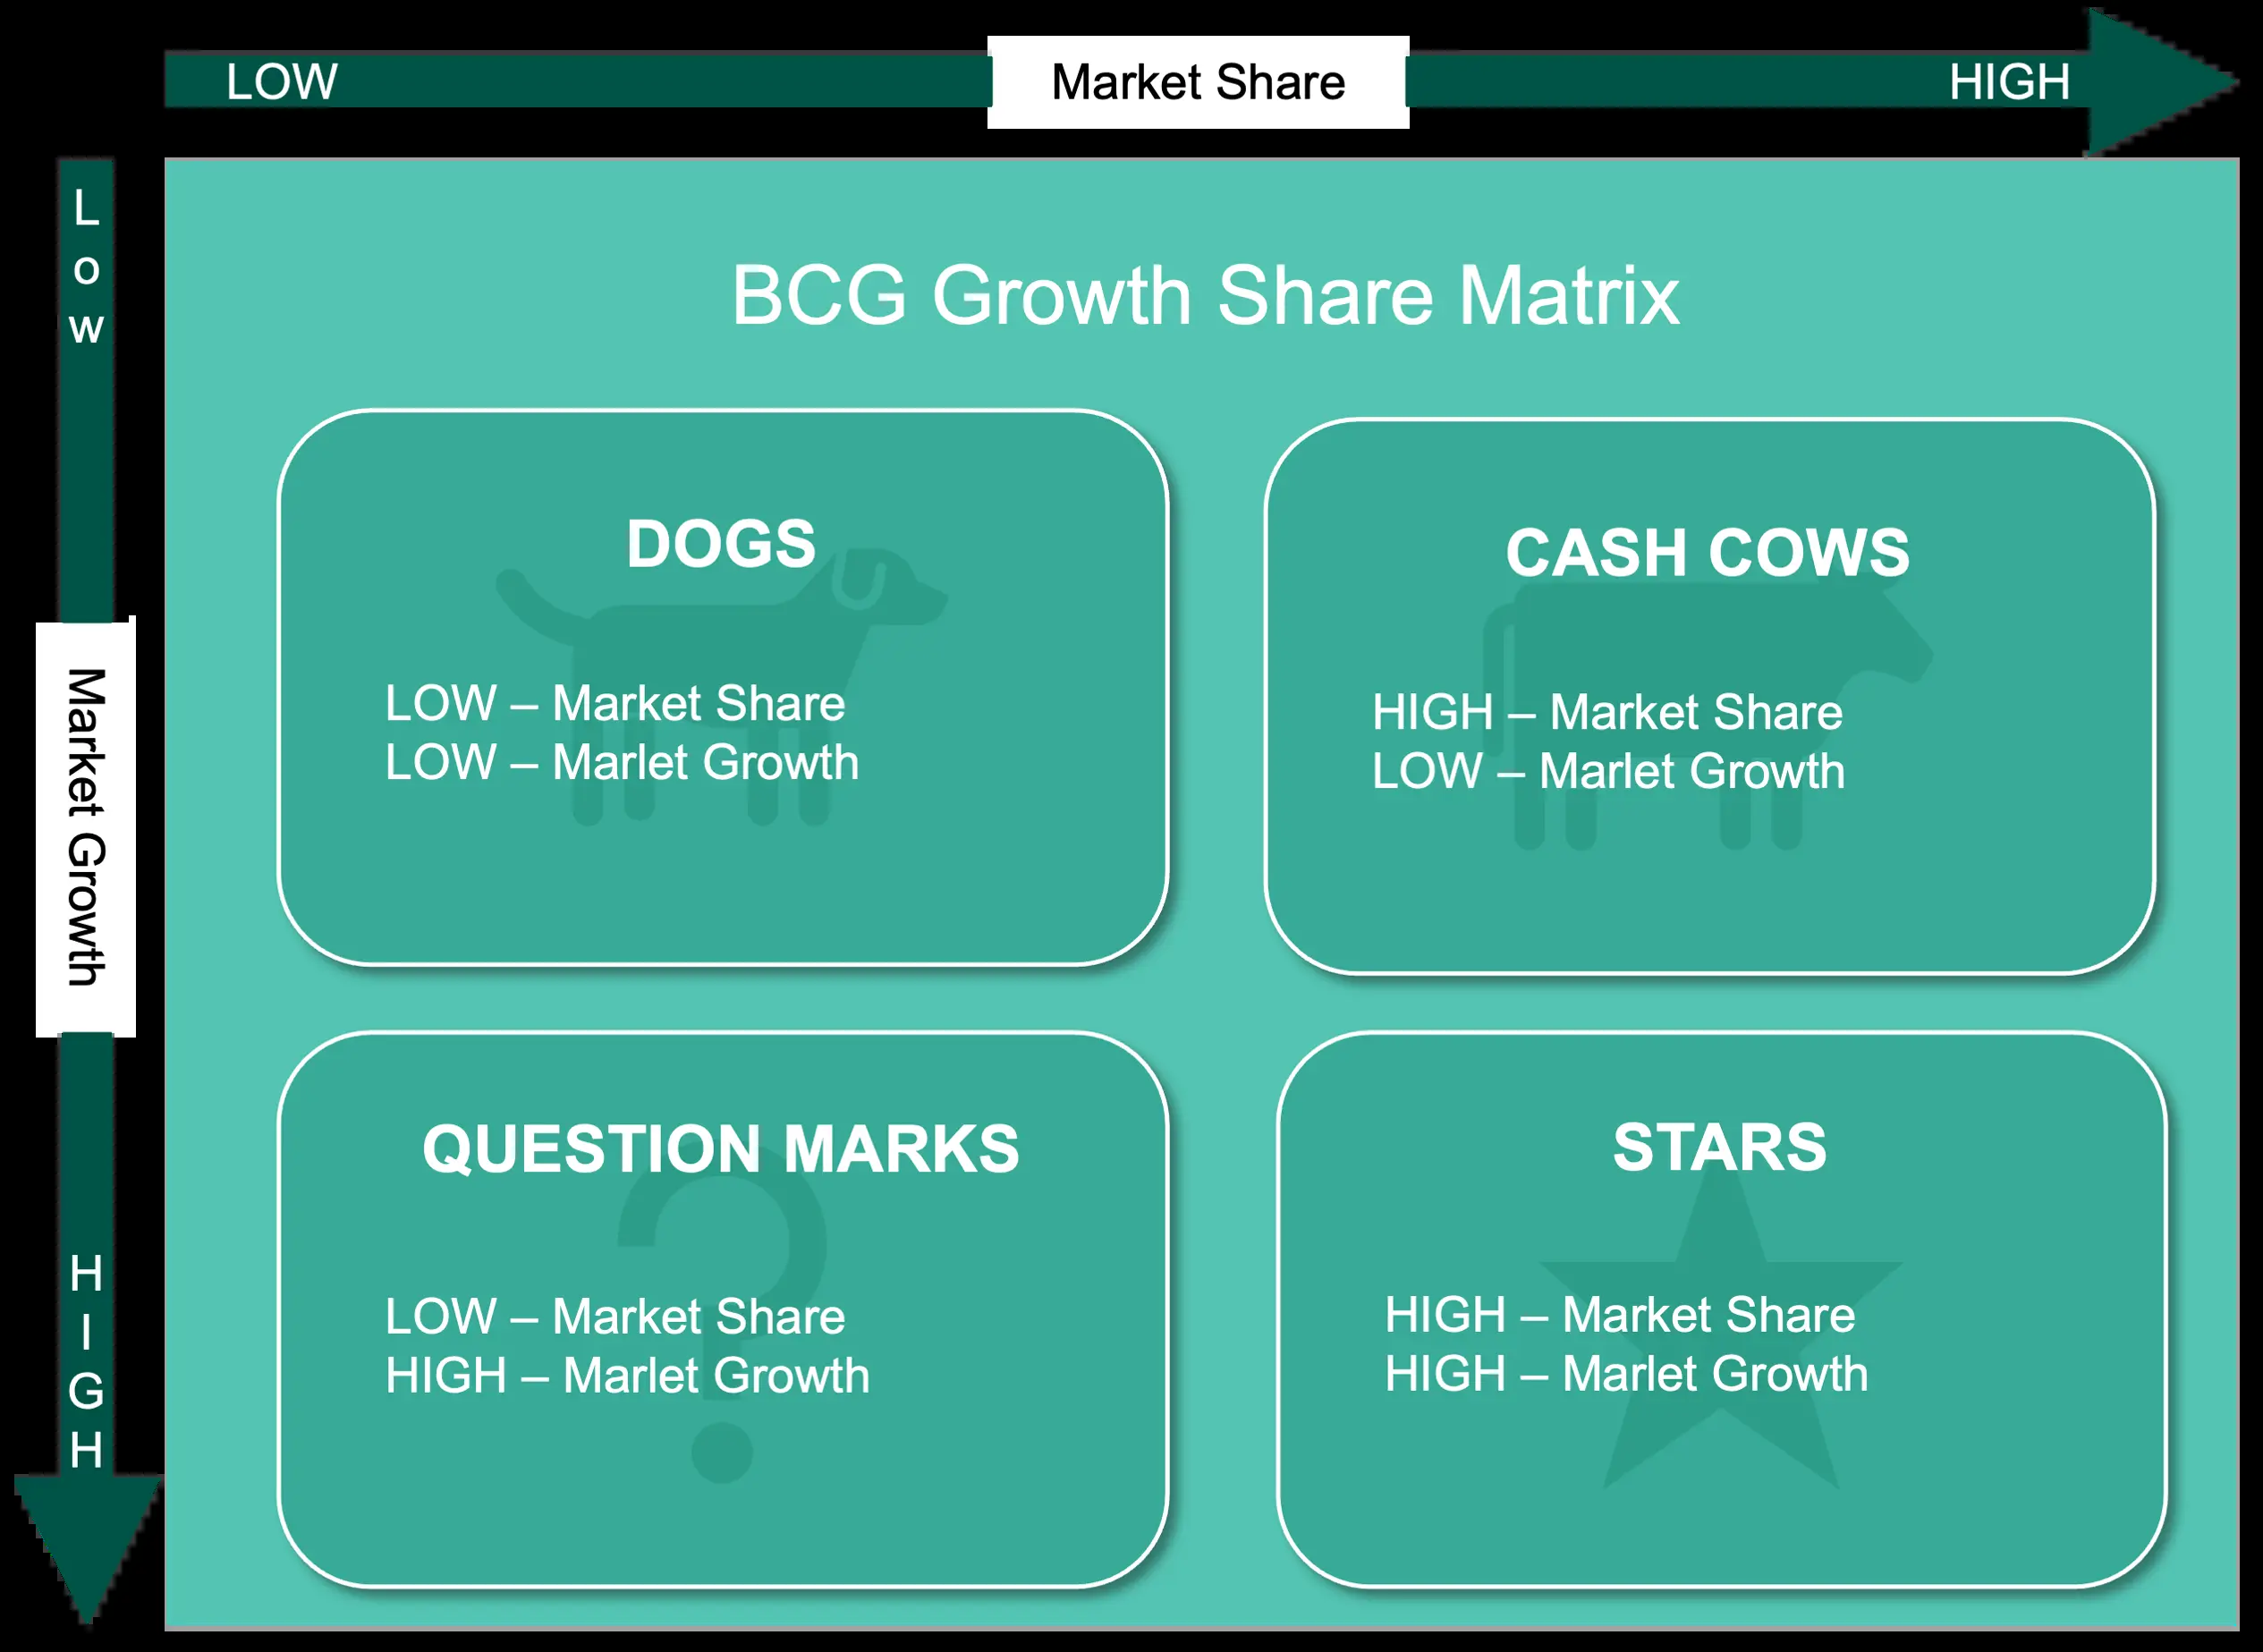 LOW
Market Share
HIGH
Low
Market Growth
HIGH
BCG Growth Share Matrix
DOGS
LOW – Market Share
LOW – Marlet Growth
CASH COWS
HIGH – Market Share
LOW – Marlet Growth
QUESTION MARKS
LOW – Market Share
HIGH – Marlet Growth
STARS
HIGH – Market Share
HIGH – Marlet Growth